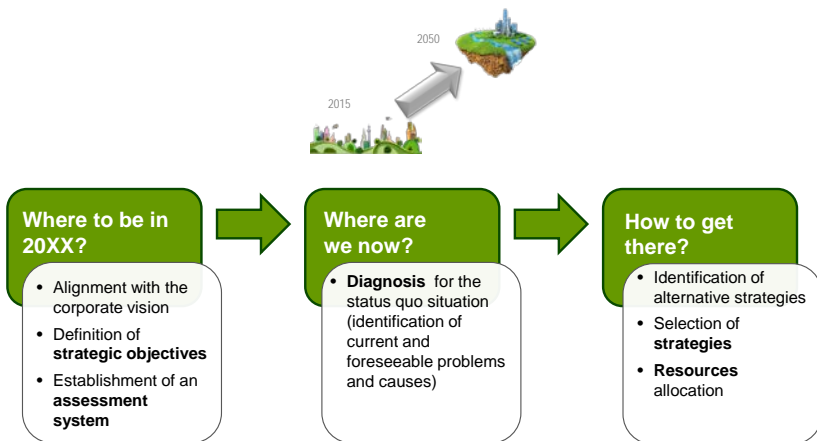 2050
2015
Where to be in
20XX?
• Alignment with the
corporate vision
• Definition of
strategic objectives
• Establishment of an
assessment
system
Where are
we now?
• Diagnosis for the
status quo situation
(identification of
current and
foreseeable problems
and causes)
How to get
there?
• Identification of
alternative strategies
• Selection of
strategies
• Resources
allocation